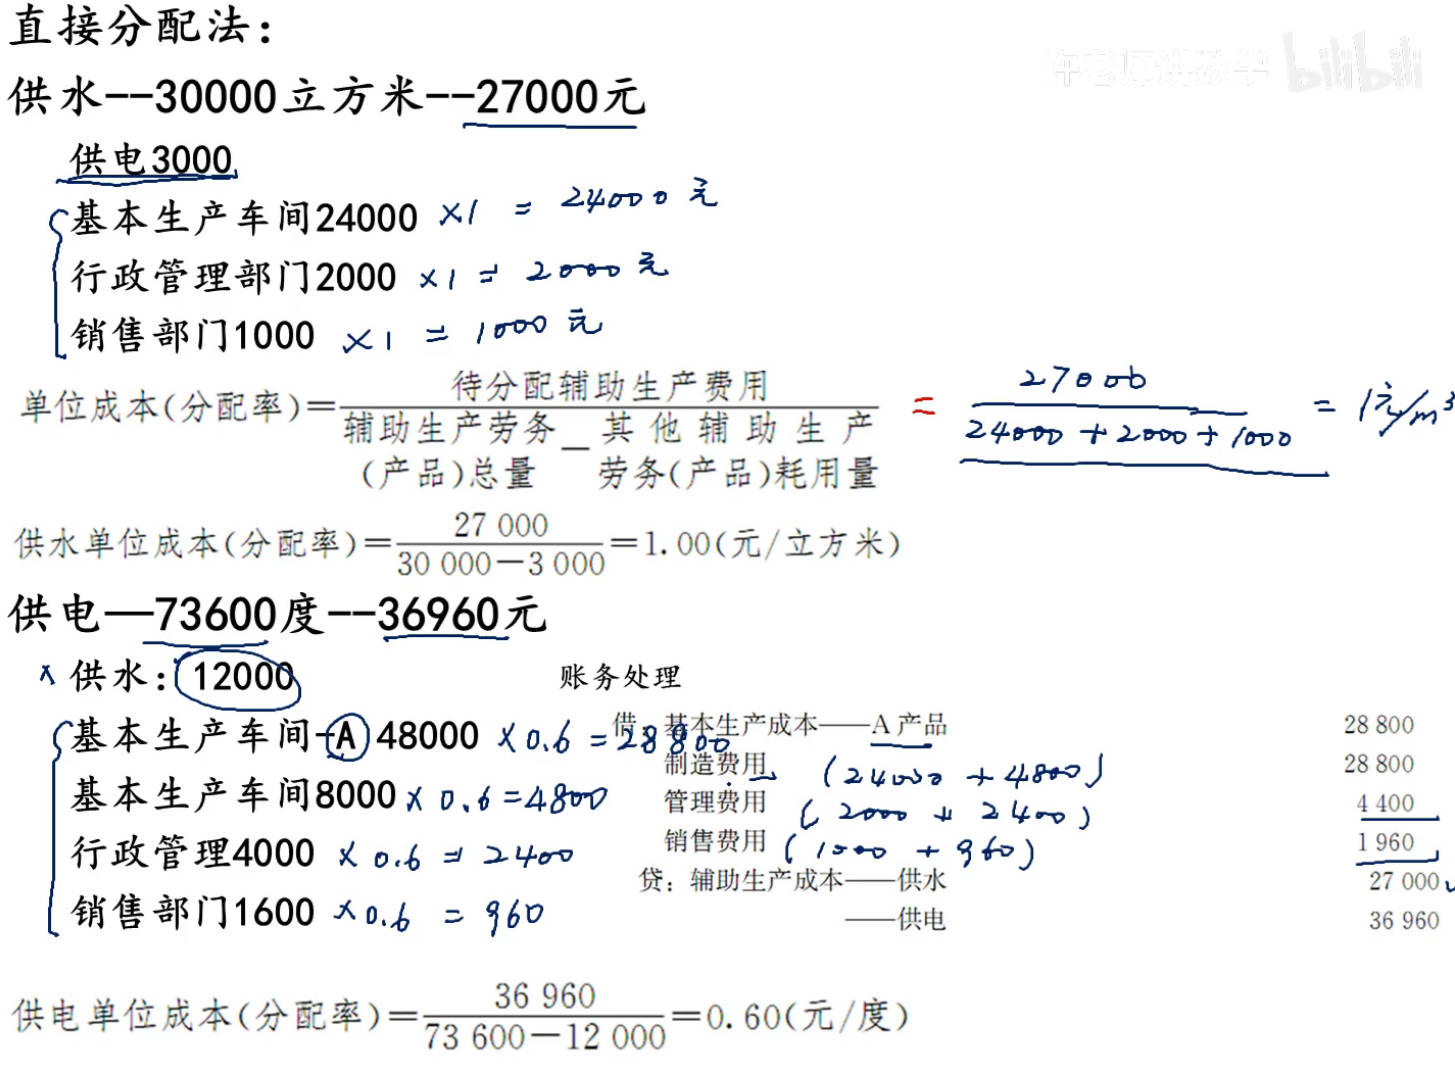 直接分配法：
bilibili
供水--30000立方米--27000元
供电3000
基本生产车间24000 ×1 = 24000元
行政管理部门2000 ×1 = 2000元
销售部门1000 ×1 = 1000元
单位成本(分配率)=待分配辅助生产费用/(辅助生产劳务(产品)总量－其他辅助生产劳务(产品)耗用量) = 27000/(24000+2000+1000) = 1元/m³
供水单位成本(分配率)=27 000/(30 000－3 000)=1.00(元/立方米)
供电—73600度--36960元
× 供水：12000
账务处理
基本生产车间-A 48000 ×0.6 =28800
基本生产车间8000 ×0.6=4800
行政管理4000 ×0.6 = 2400
销售部门1600 ×0.6 = 960
借：基本生产成本——A产品 28 800
制造费用 (24000 + 4800) 28 800
管理费用 (2000 + 2400) 4 400
销售费用 (1000 + 960) 1 960
贷：辅助生产成本——供水 27 000
——供电 36 960
供电单位成本(分配率)=36 960/(73 600－12 000)=0.60(元/度)